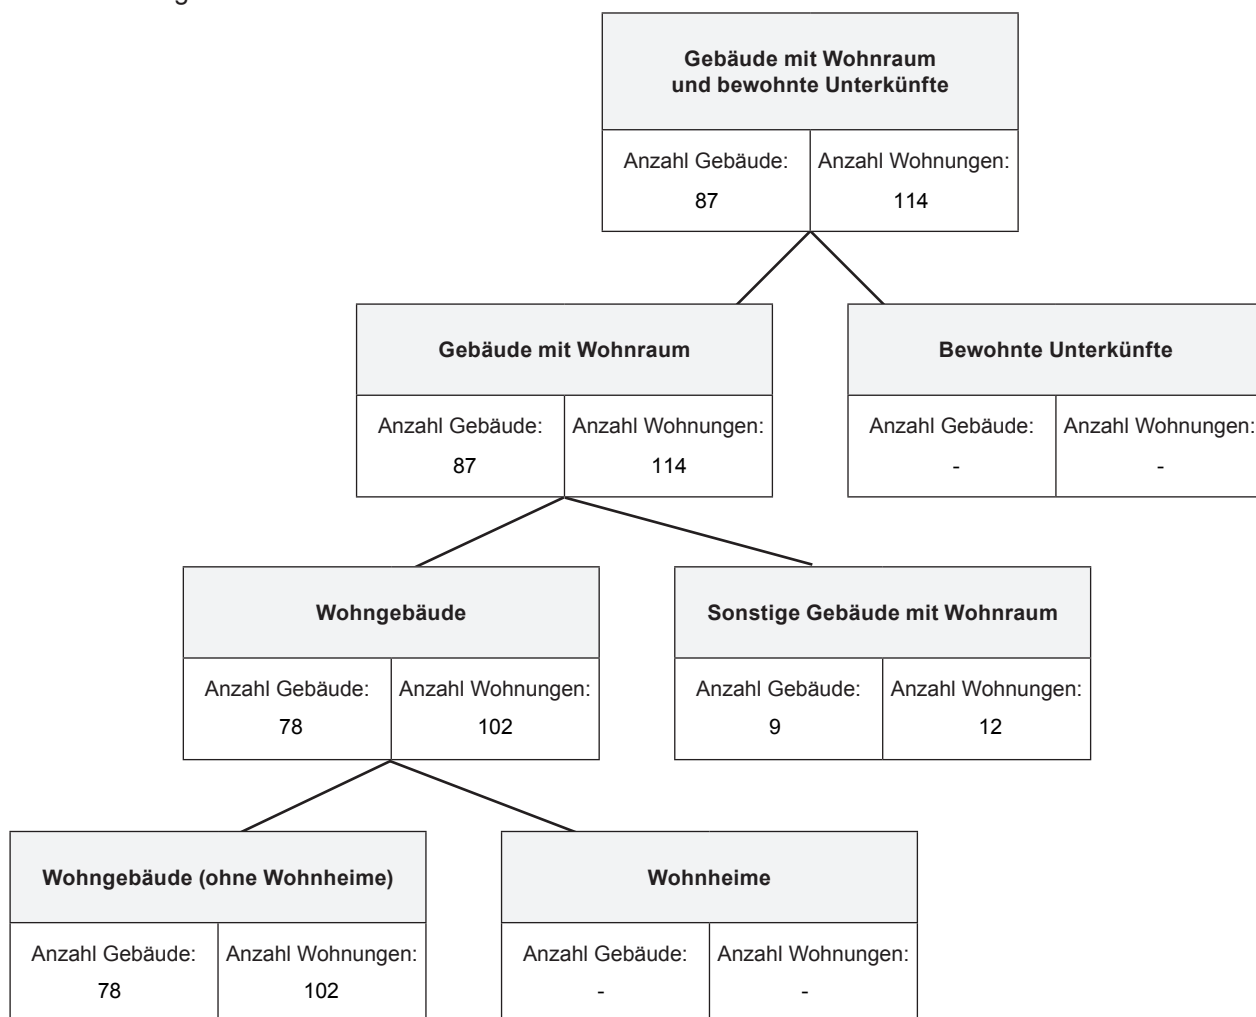 Gebäude mit Wohnraum
und bewohnte Unterkünfte
Anzahl Gebäude: Anzahl Wohnungen:
87 114
Gebäude mit Wohnraum
Bewohnte Unterkünfte
Anzahl Gebäude: Anzahl Wohnungen:
87 114
Anzahl Gebäude: Anzahl Wohnungen:
- -
Wohngebäude
Sonstige Gebäude mit Wohnraum
Anzahl Gebäude: Anzahl Wohnungen:
78 102
Anzahl Gebäude: Anzahl Wohnungen:
9 12
Wohngebäude (ohne Wohnheime)
Wohnheime
Anzahl Gebäude: Anzahl Wohnungen:
78 102
Anzahl Gebäude: Anzahl Wohnungen:
- -